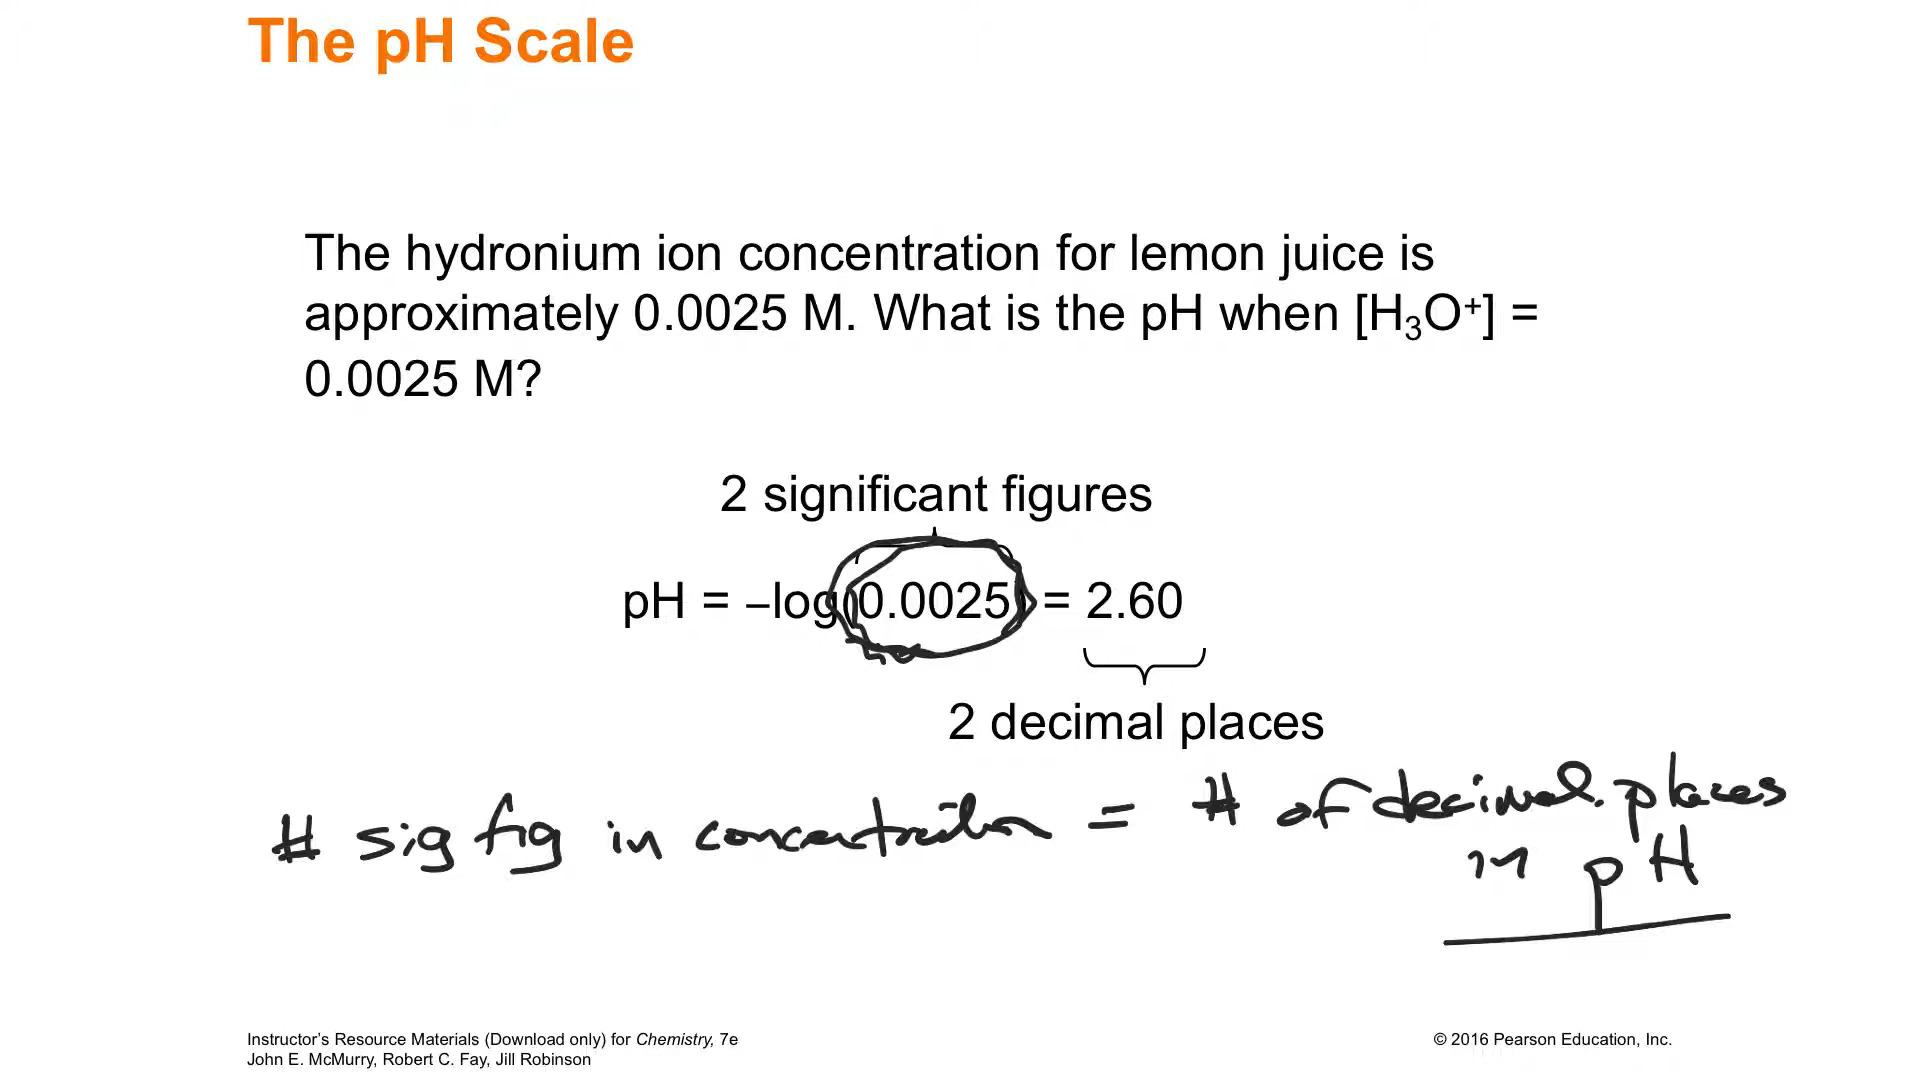 The pH Scale
The hydronium ion concentration for lemon juice is
approximately 0.0025 M. What is the pH when [H₃O⁺] =
0.0025 M?
2 significant figures
pH = –log(0.0025) = 2.60
2 decimal places
# sig fig in concentration = # of decimal places
in pH
Instructor's Resource Materials (Download only) for Chemistry, 7e
John E. McMurry, Robert C. Fay, Jill Robinson
© 2016 Pearson Education, Inc.